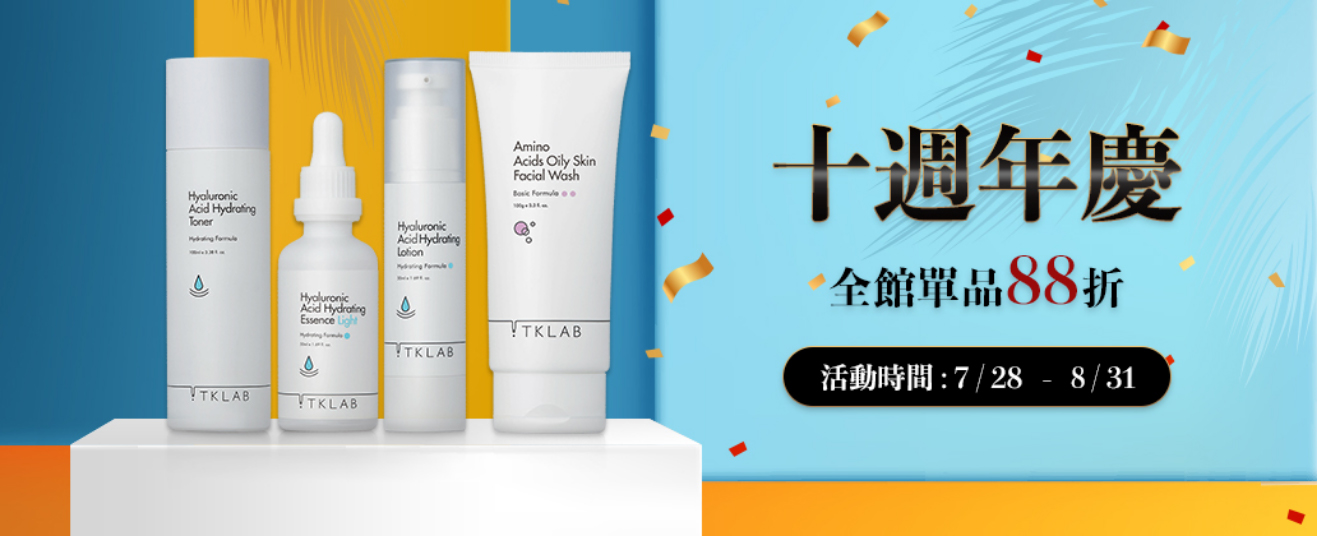 Hyaluronic
Acid Hydrating
Toner
Hydrating Formula
TKLAB
Hyaluronic
Acid Hydrating
Essence Light
Hydrating Formula
TKLAB
Hyaluronic
Acid Hydrating
Lotion
Hydrating Formula
TKLAB
Amino
Acids Oily Skin
Facial Wash
Basic Formula
TKLAB
十週年慶
全館單品88折
活動時間:7/28 - 8/31